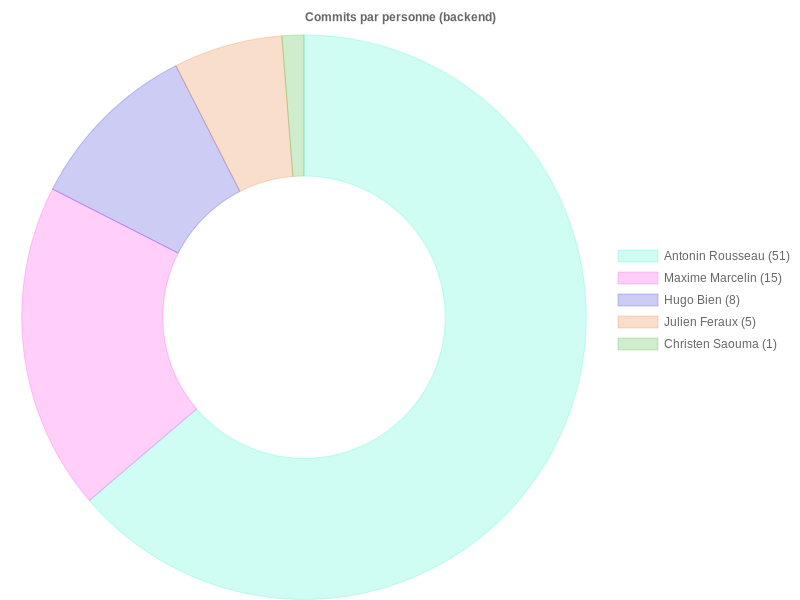 Commits par personne (backend)
Antonin Rousseau (51)
Maxime Marcelin (15)
Hugo Bien (8)
Julien Feraux (5)
Christen Saouma (1)